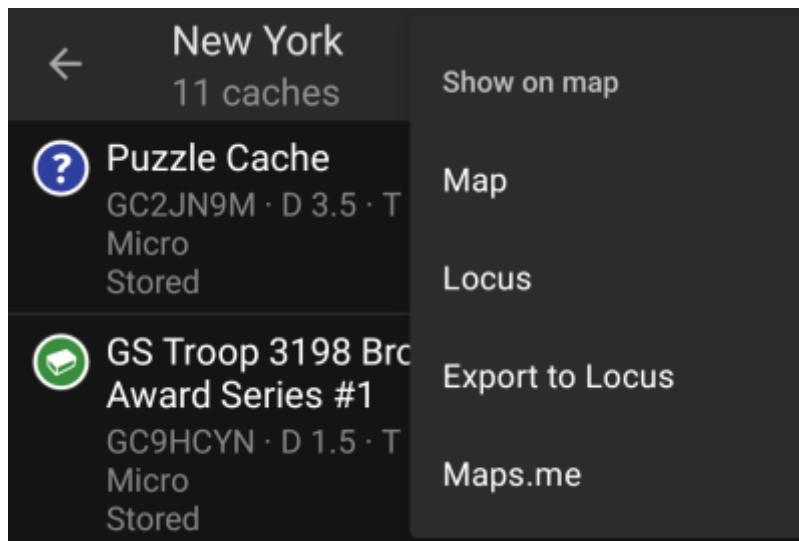 New York
11 caches
? Puzzle Cache
GC2JN9M · D 3.5 · T
Micro
Stored
GS Troop 3198 Bro
Award Series #1
GC9HCYN · D 1.5 · T
Micro
Stored
Show on map
Map
Locus
Export to Locus
Maps.me